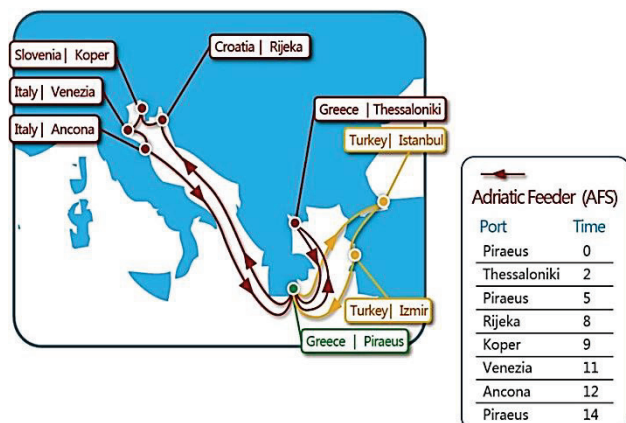 Slovenia | Koper
Croatia | Rijeka
Italy | Venezia
Italy | Ancona
Greece | Thessaloniki
Turkey | Istanbul
Turkey | Izmir
Greece | Piraeus
Adriatic Feeder (AFS)
Port Time
Piraeus 0
Thessaloniki 2
Piraeus 5
Rijeka 8
Koper 9
Venezia 11
Ancona 12
Piraeus 14